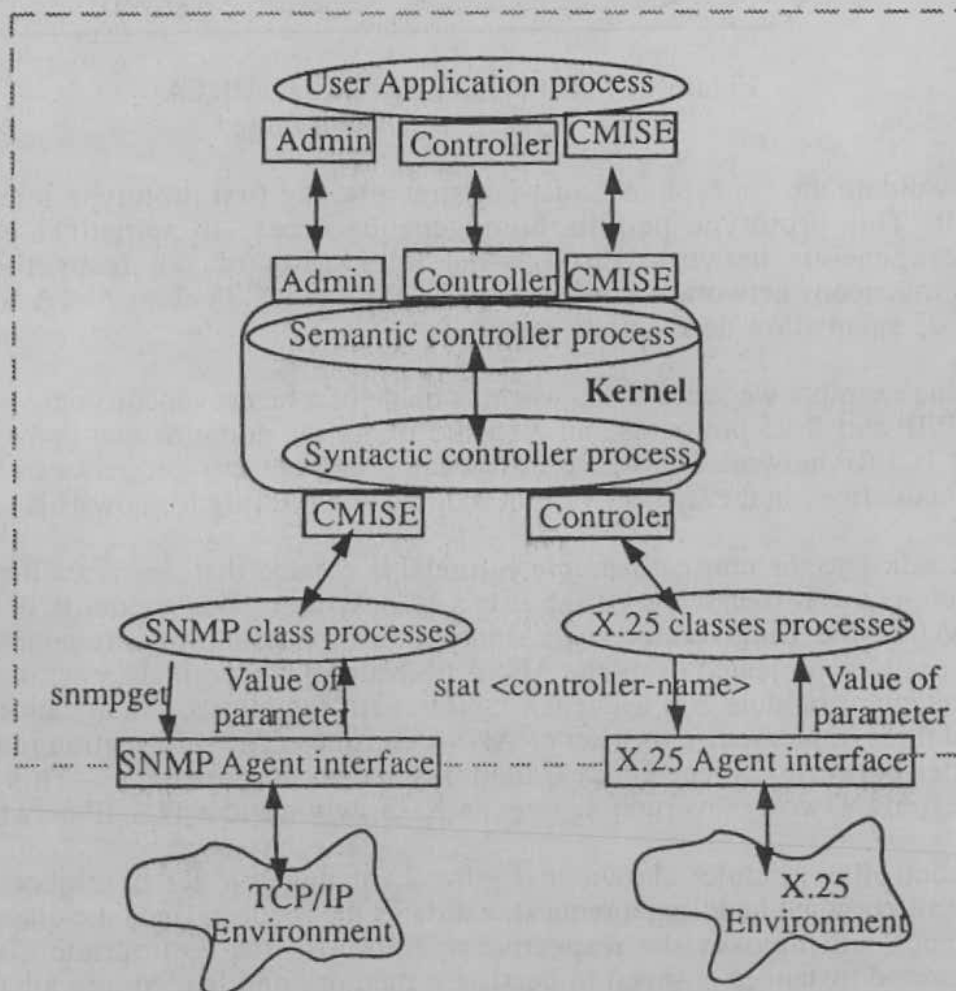 User Application process
Admin Controller CMISE
Admin Controller CMISE
Semantic controller process
Kernel
Syntactic controller process
CMISE Controler
SNMP class processes X.25 classes processes
snmpget Value of parameter stat <controller-name> Value of parameter
SNMP Agent interface X.25 Agent interface
TCP/IP Environment X.25 Environment